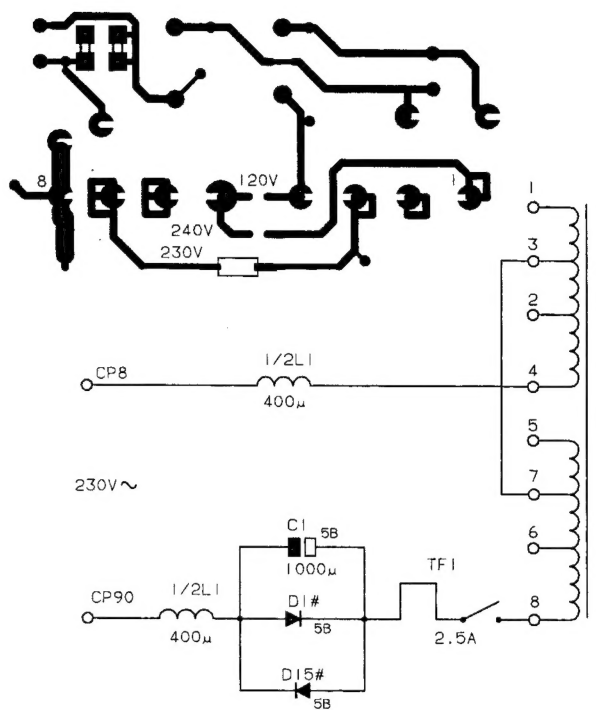 8
120V
1
240V
230V
1
3
2
4
5
7
6
8
CP8
1/2L1
400µ
230V~
C1 5B
1000µ
TF1
CP90
1/2L1
400µ
D1#
5B
2.5A
D15#
5B